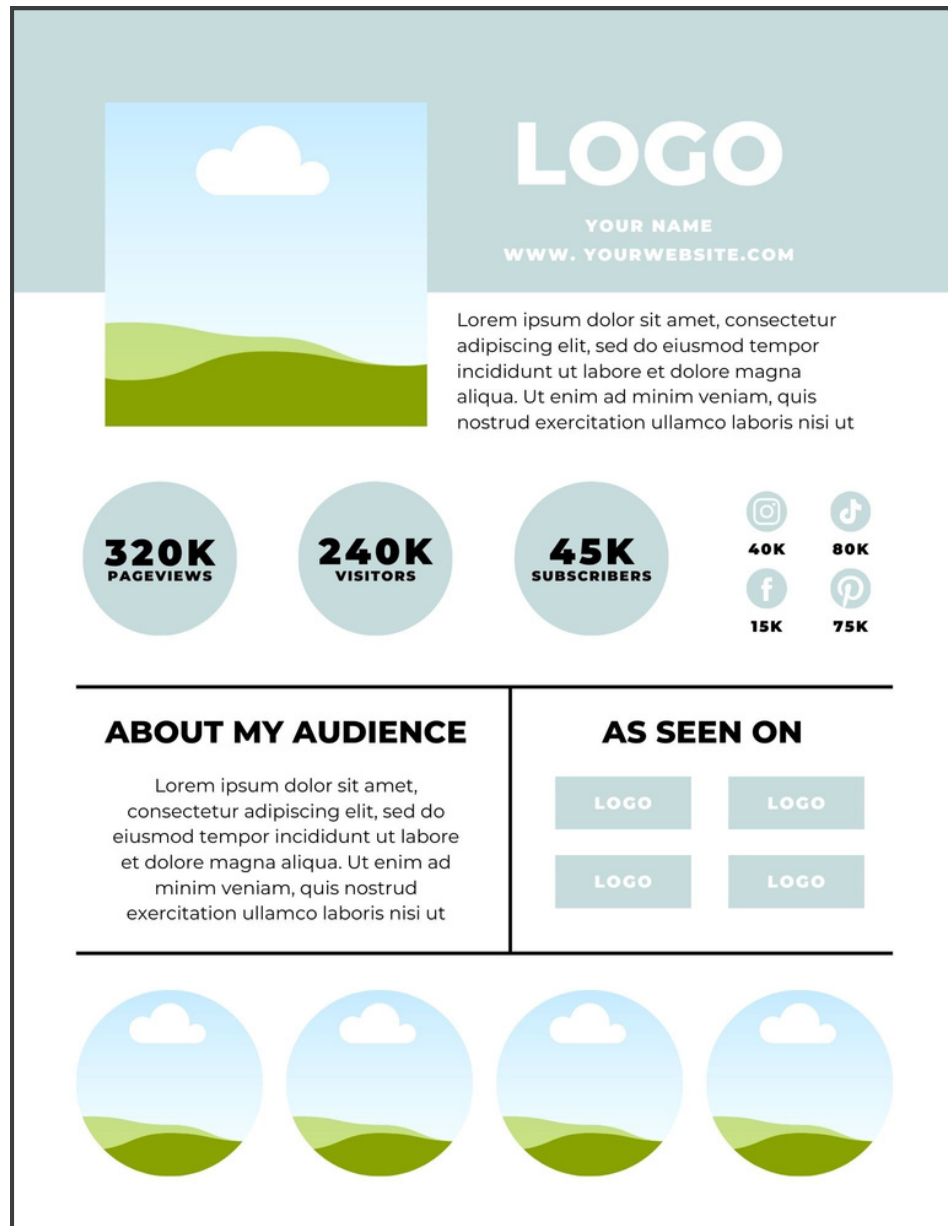 LOGO
YOUR NAME
WWW. YOURWEBSITE.COM
Lorem ipsum dolor sit amet, consectetur
adipiscing elit, sed do eiusmod tempor
incididunt ut labore et dolore magna
aliqua. Ut enim ad minim veniam, quis
nostrud exercitation ullamco laboris nisi ut
320K
PAGEVIEWS
240K
VISITORS
45K
SUBSCRIBERS
40K
80K
15K
75K
ABOUT MY AUDIENCE
Lorem ipsum dolor sit amet,
consectetur adipiscing elit, sed do
eiusmod tempor incididunt ut labore
et dolore magna aliqua. Ut enim ad
minim veniam, quis nostrud
exercitation ullamco laboris nisi ut
AS SEEN ON
LOGO
LOGO
LOGO
LOGO